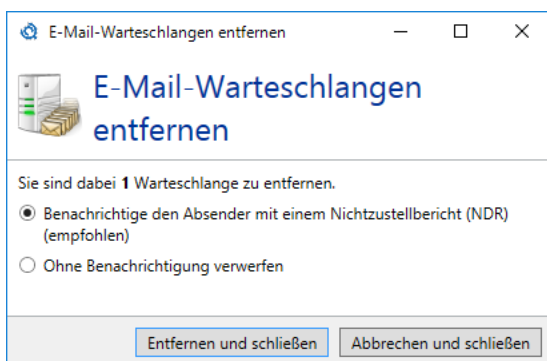 E-Mail-Warteschlangen entfernen
E-Mail-Warteschlangen
entfernen
Sie sind dabei 1 Warteschlange zu entfernen.
Benachrichtige den Absender mit einem Nichtzustellbericht (NDR)
(empfohlen)
Ohne Benachrichtigung verwerfen
Entfernen und schließen Abbrechen und schließen